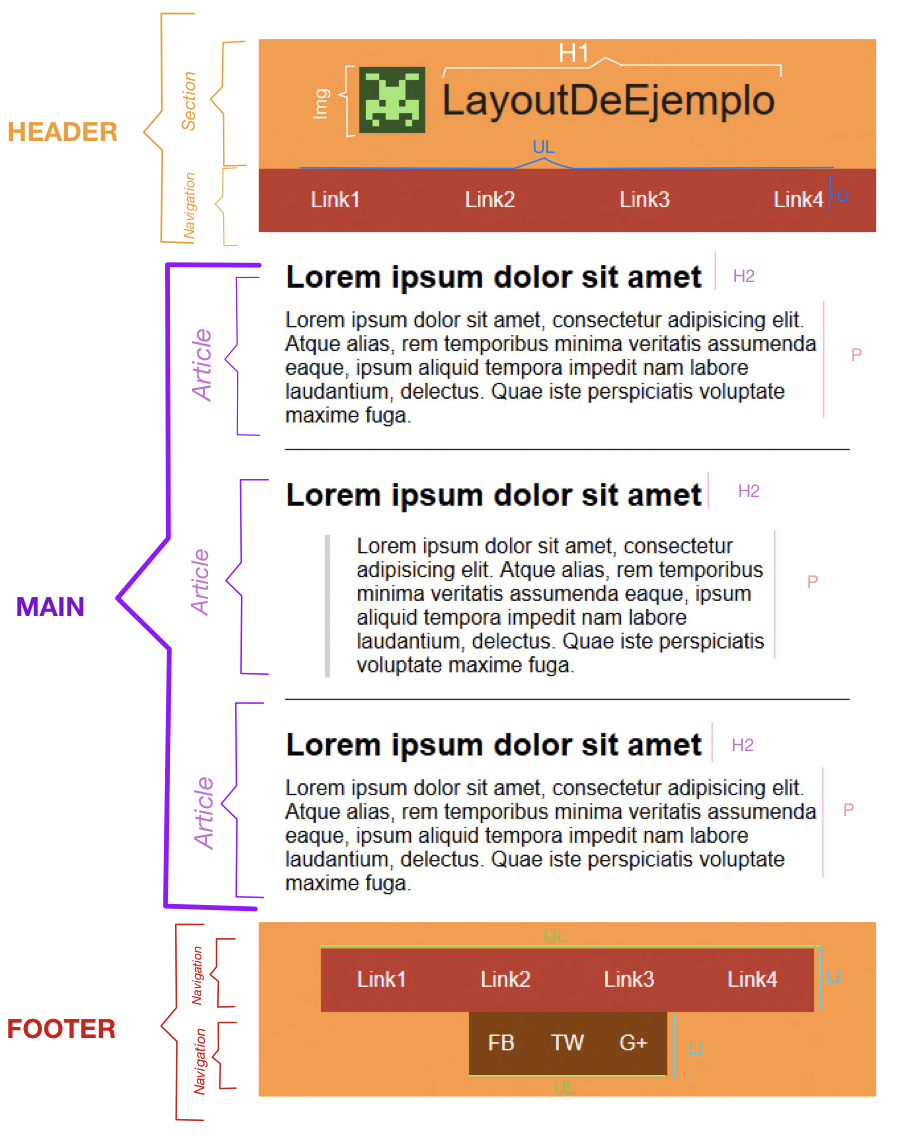 H1
Img
Section
LayoutDeEjemplo
HEADER
UL
Navigation
Link1 Link2 Link3 Link4 LI
Lorem ipsum dolor sit amet H2
Article
Lorem ipsum dolor sit amet, consectetur adipisicing elit.
Atque alias, rem temporibus minima veritatis assumenda
eaque, ipsum aliquid tempora impedit nam labore
laudantium, delectus. Quae iste perspiciatis voluptate
maxime fuga.
P
Lorem ipsum dolor sit amet H2
MAIN
Article
Lorem ipsum dolor sit amet, consectetur
adipisicing elit. Atque alias, rem temporibus
minima veritatis assumenda eaque, ipsum
aliquid tempora impedit nam labore
laudantium, delectus. Quae iste perspiciatis
voluptate maxime fuga.
P
Lorem ipsum dolor sit amet H2
Article
Lorem ipsum dolor sit amet, consectetur adipisicing elit.
Atque alias, rem temporibus minima veritatis assumenda
eaque, ipsum aliquid tempora impedit nam labore
laudantium, delectus. Quae iste perspiciatis voluptate
maxime fuga.
P
UL
Navigation
Link1 Link2 Link3 Link4 LI
FOOTER
Navigation
FB TW G+ LI
UL